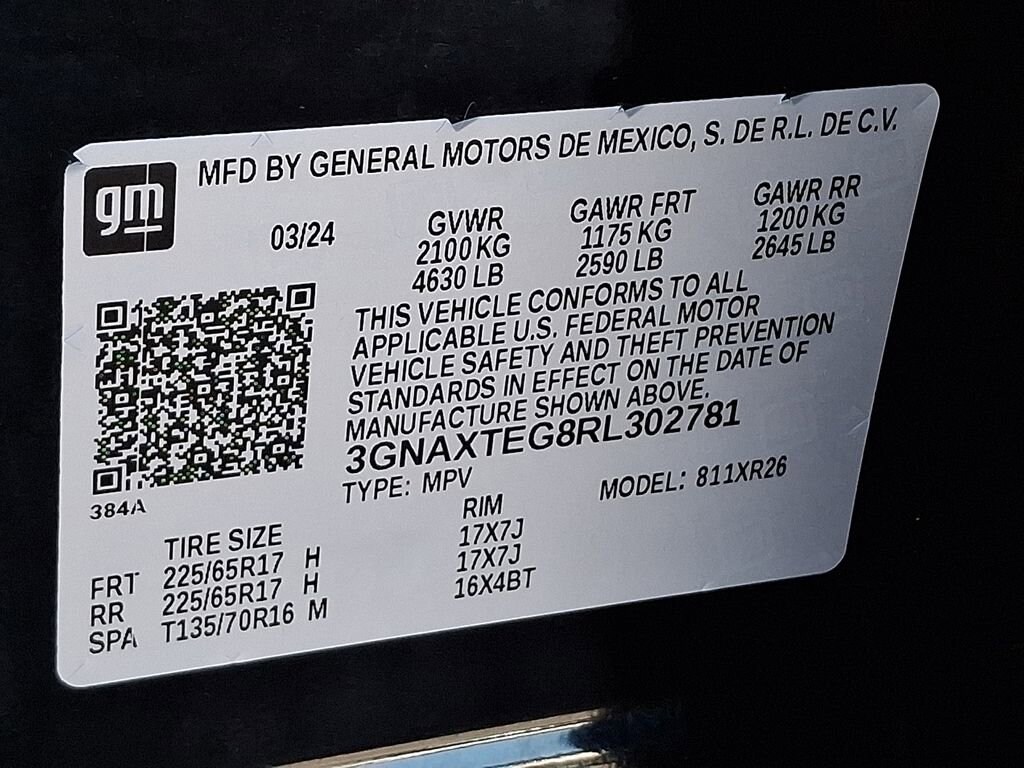 gm
MFD BY GENERAL MOTORS DE MEXICO, S. DE R.L. DE C.V.
03/24
GVWR
2100 KG
4630 LB
GAWR FRT
1175 KG
2590 LB
GAWR RR
1200 KG
2645 LB
THIS VEHICLE CONFORMS TO ALL
APPLICABLE U.S. FEDERAL MOTOR
VEHICLE SAFETY AND THEFT PREVENTION
STANDARDS IN EFFECT ON THE DATE OF
MANUFACTURE SHOWN ABOVE.
3GNAXTEG8RL302781
TYPE: MPV MODEL: 811XR26
384A
TIRE SIZE RIM
FRT 225/65R17 H 17X7J
RR 225/65R17 H 17X7J
SPA T135/70R16 M 16X4BT